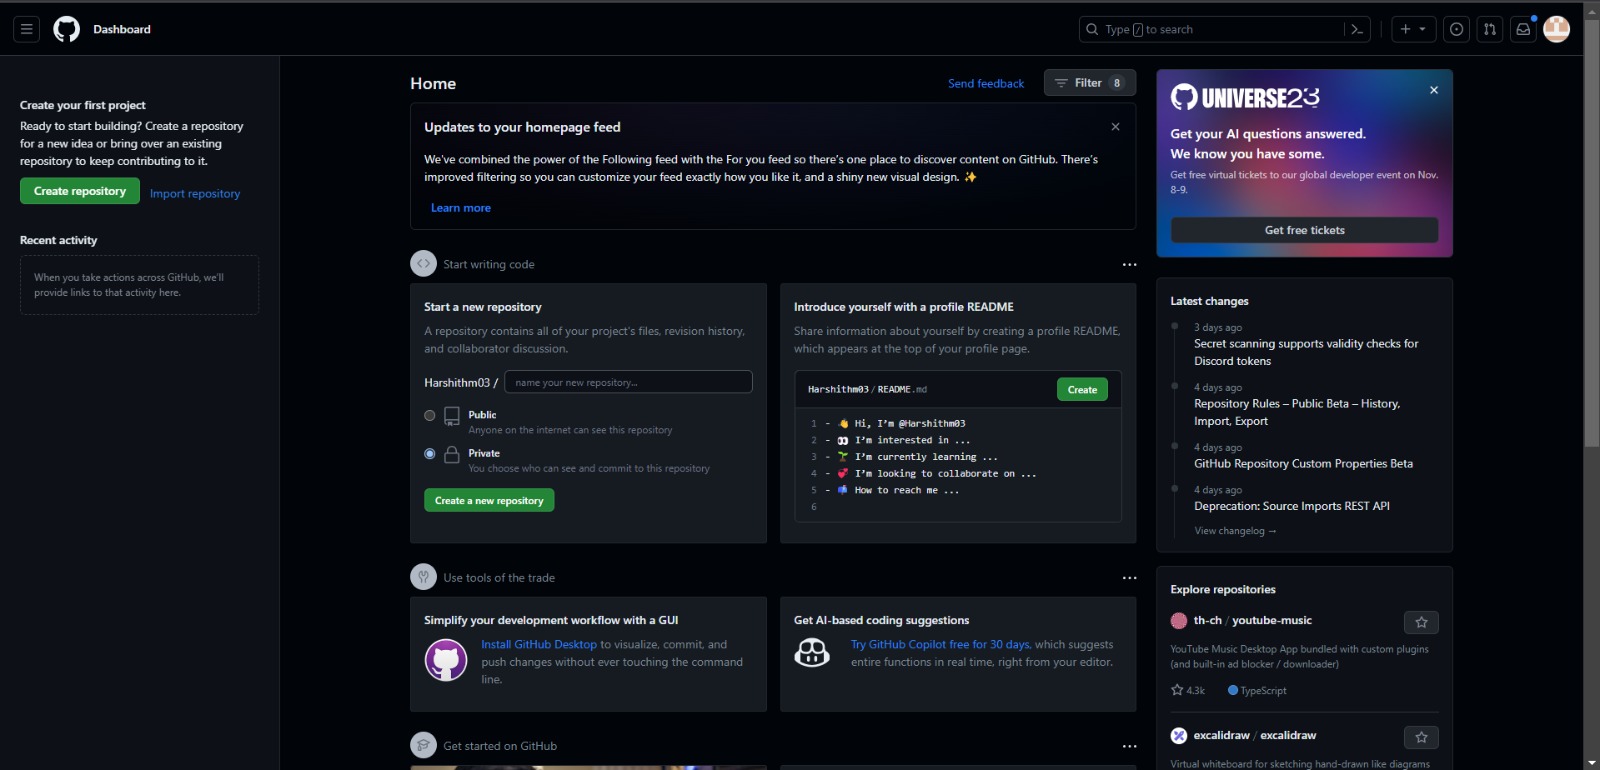 Dashboard
Type / to search
Create your first project
Ready to start building? Create a repository
for a new idea or bring over an existing
repository to keep contributing to it.
Create repository
Import repository
Recent activity
When you take actions across GitHub, we'll
provide links to that activity here.
Home
Send feedback
Filter 8
Updates to your homepage feed
We've combined the power of the Following feed with the For you feed so there's one place to discover content on GitHub. There's
improved filtering so you can customize your feed exactly how you like it, and a shiny new visual design. ✨
Learn more
Start writing code
Start a new repository
A repository contains all of your project's files, revision history,
and collaborator discussion.
Harshithm03 / name your new repository...
Public
Anyone on the internet can see this repository
Private
You choose who can see and commit to this repository
Create a new repository
Introduce yourself with a profile README
Share information about yourself by creating a profile README,
which appears at the top of your profile page.
Harshithm03 / README.md
Create
1 - 👋 Hi, I'm @Harshithm03
2 - 👀 I'm interested in ...
3 - 🌱 I'm currently learning ...
4 - 💞️ I'm looking to collaborate on ...
5 - 📫 How to reach me ...
6
Use tools of the trade
Simplify your development workflow with a GUI
Install GitHub Desktop to visualize, commit, and
push changes without ever touching the command
line.
Get AI-based coding suggestions
Try GitHub Copilot free for 30 days, which suggests
entire functions in real time, right from your editor.
Get started on GitHub
UNIVERSE23
Get your AI questions answered.
We know you have some.
Get free virtual tickets to our global developer event on Nov.
8-9.
Get free tickets
Latest changes
3 days ago
Secret scanning supports validity checks for
Discord tokens
4 days ago
Repository Rules – Public Beta – History,
Import, Export
4 days ago
GitHub Repository Custom Properties Beta
4 days ago
Deprecation: Source Imports REST API
View changelog →
Explore repositories
th-ch / youtube-music
YouTube Music Desktop App bundled with custom plugins
(and built-in ad blocker / downloader)
4.3k TypeScript
excalidraw / excalidraw
Virtual whiteboard for sketching hand-drawn like diagrams